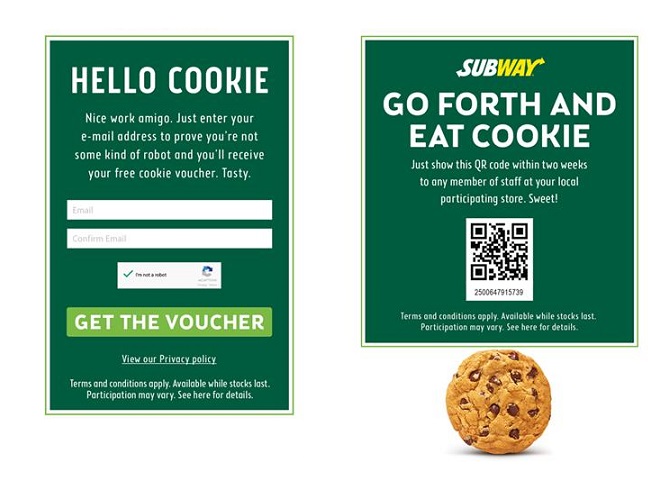 HELLO COOKIE
Nice work amigo. Just enter your
e-mail address to prove you're not
some kind of robot and you'll receive
your free cookie voucher. Tasty.
Email
Confirm Email
I'm not a robot
GET THE VOUCHER
View our Privacy policy
Terms and conditions apply. Available while stocks last.
Participation may vary. See here for details.
SUBWAY
GO FORTH AND
EAT COOKIE
Just show this QR code within two weeks
to any member of staff at your local
participating store. Sweet!
2500647915739
Terms and conditions apply. Available while stocks last.
Participation may vary. See here for details.